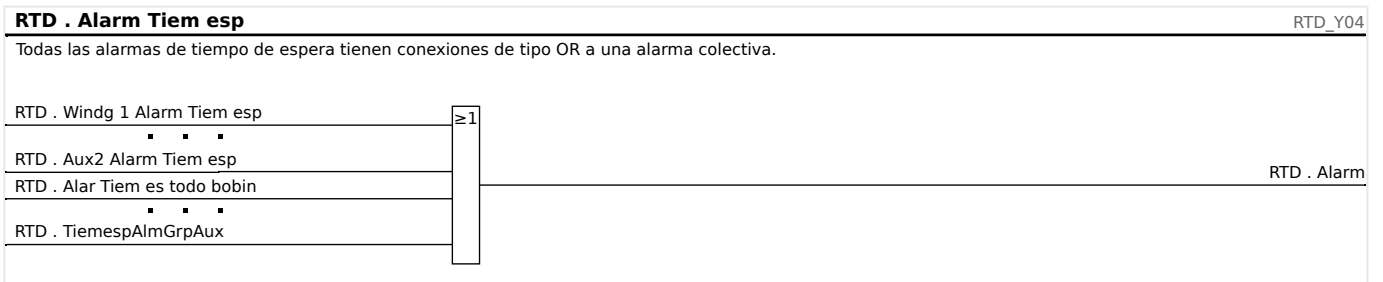 RTD . Alarm Tiem esp
RTD_Y04
Todas las alarmas de tiempo de espera tienen conexiones de tipo OR a una alarma colectiva.
RTD . Windg 1 Alarm Tiem esp
≥1
RTD . Aux2 Alarm Tiem esp
RTD . Alarm
RTD . Alar Tiem es todo bobin
RTD . TiemespAlmGrpAux